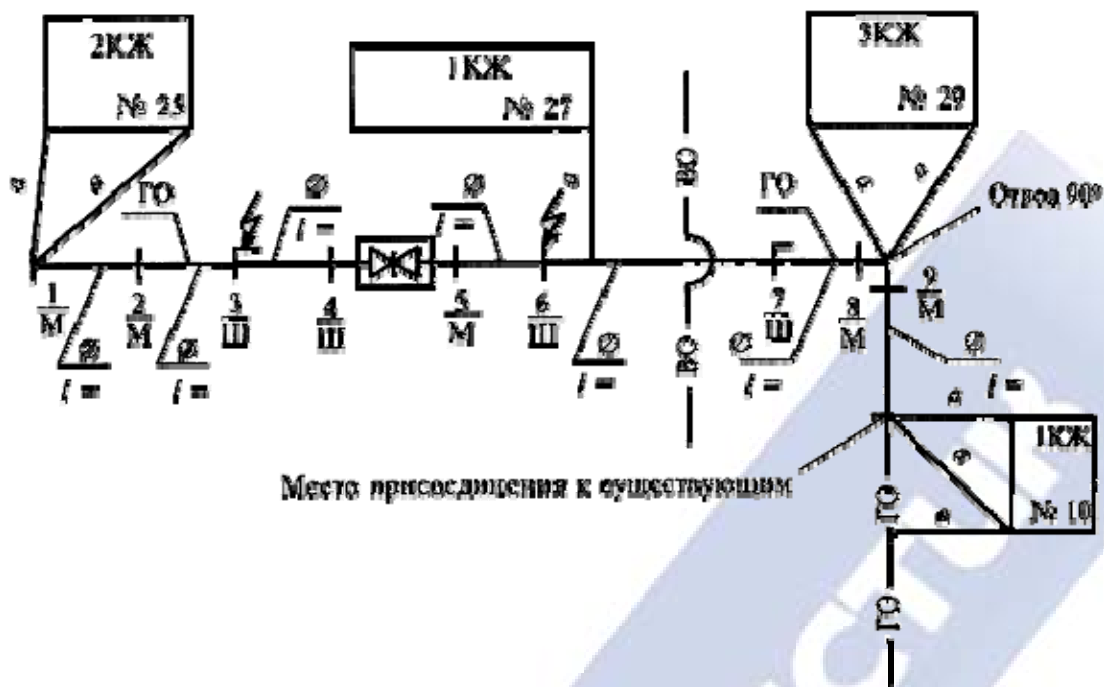 2КЖ
№ 25
1КЖ
№ 27
3КЖ
№ 29
а
а
ГО
Ø
l =
Ø
l =
а
ВО
ВО
ГО
а
а
Отвод 90°
1
М
2
М
3
Ш
4
Ш
5
М
6
Ш
7
Ш
8
М
9
М
Ø
l =
Ø
l =
Ø
l =
Ø
l =
Ø
l =
а
1КЖ
№ 10
а
а
Место присоединения к существующим
ГО
ГО